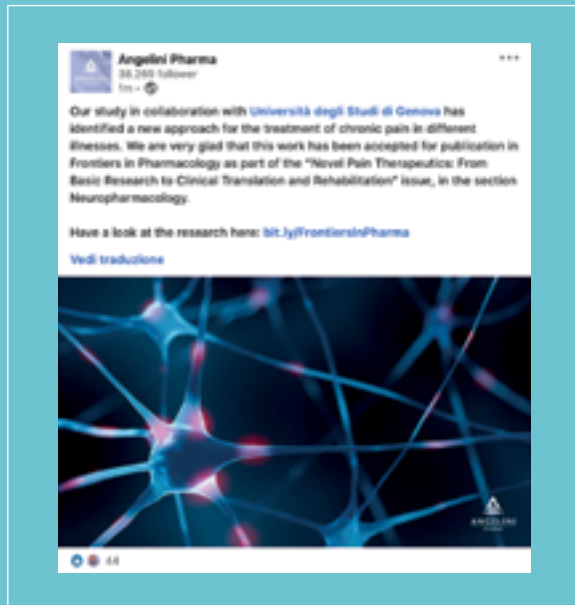 Angelini Pharma
38.269 follower
1m •
Our study in collaboration with Università degli Studi di Genova has
identified a new approach for the treatment of chronic pain in different
illnesses. We are very glad that this work has been accepted for publication in
Frontiers in Pharmacology as part of the "Novel Pain Therapeutics: From
Basic Research to Clinical Translation and Rehabilitation" issue, in the section
Neuropharmacology.
Have a look at the research here: bit.ly/FrontiersInPharma
Vedi traduzione
ANGELINI
44